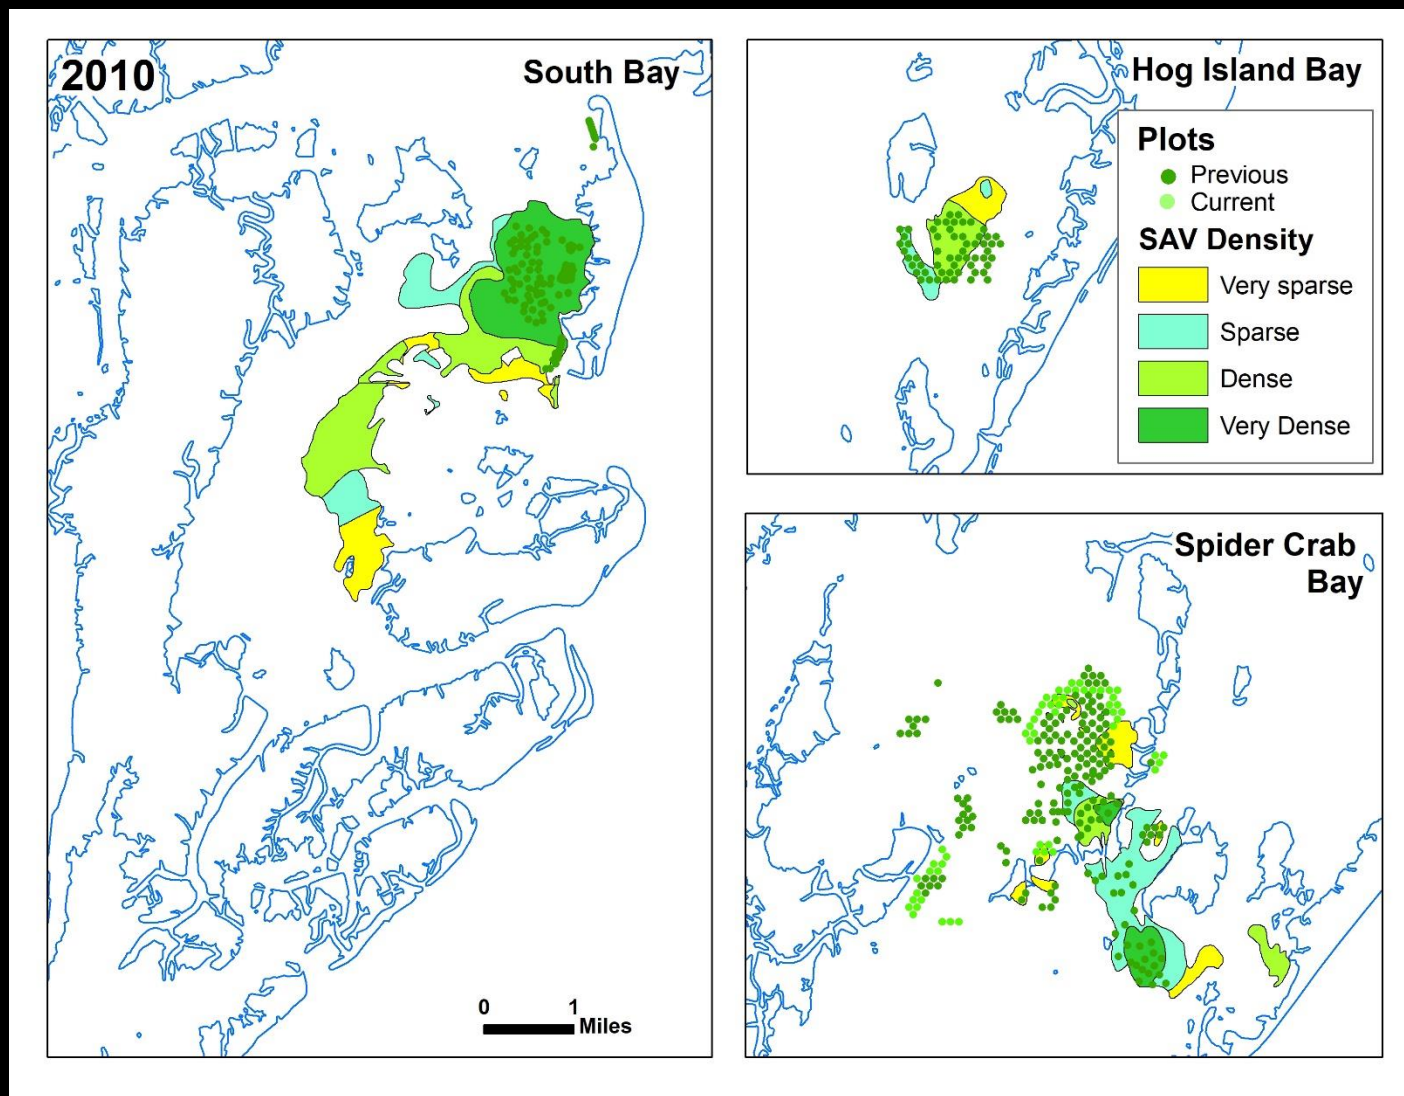 2010
South Bay
0 1
Miles
Hog Island Bay
Plots
Previous
Current
SAV Density
Very sparse
Sparse
Dense
Very Dense
Spider Crab
Bay